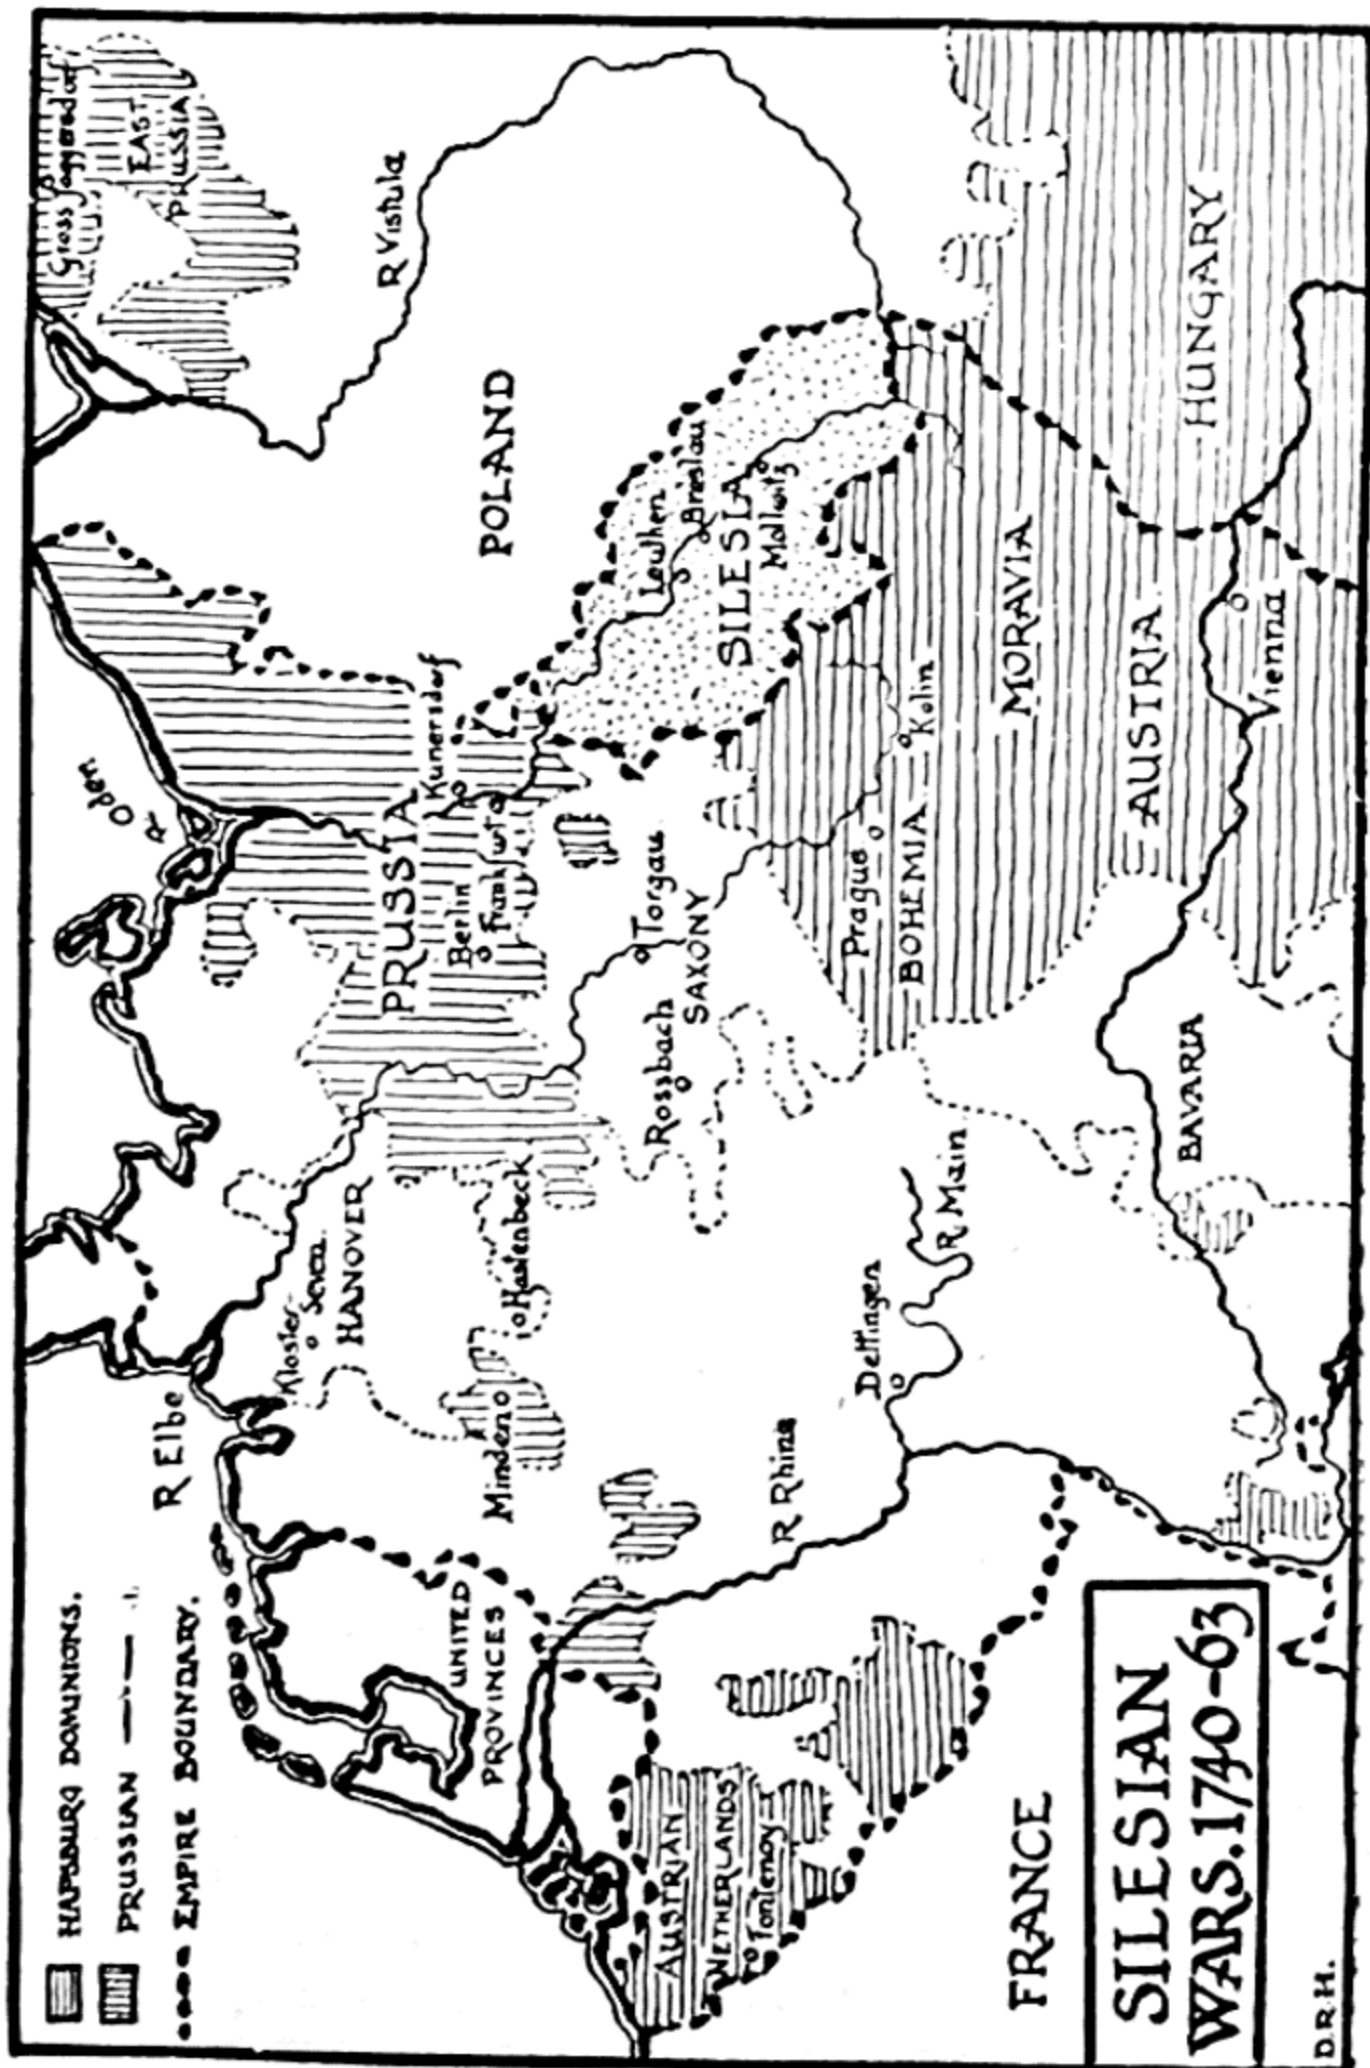 HAPSBURG DOMINIONS.
PRUSSIAN —··— ··
EMPIRE BOUNDARY.
R Elbe
R Oden
Gross Jaggersdorf
EAST
PRUSSIA
R Vistula
Kloster-
Seven
HANOVER
PRUSSIA
Kunersdorf
Berlin
Frankfurt
POLAND
UNITED
PROVINCES
Minden
Hastenbeck
Rossbach
Torgau
SAXONY
Leuthen
Breslau
SILESIA
Mollwitz
AUSTRIAN
NETHERLANDS
Fontenoy
R Rhine
Dettingen
R Main
Prague
BOHEMIA
Kolin
MORAVIA
FRANCE
BAVARIA
AUSTRIA
Vienna
HUNGARY
SILESIAN
WARS.1740-63
D.R.H.